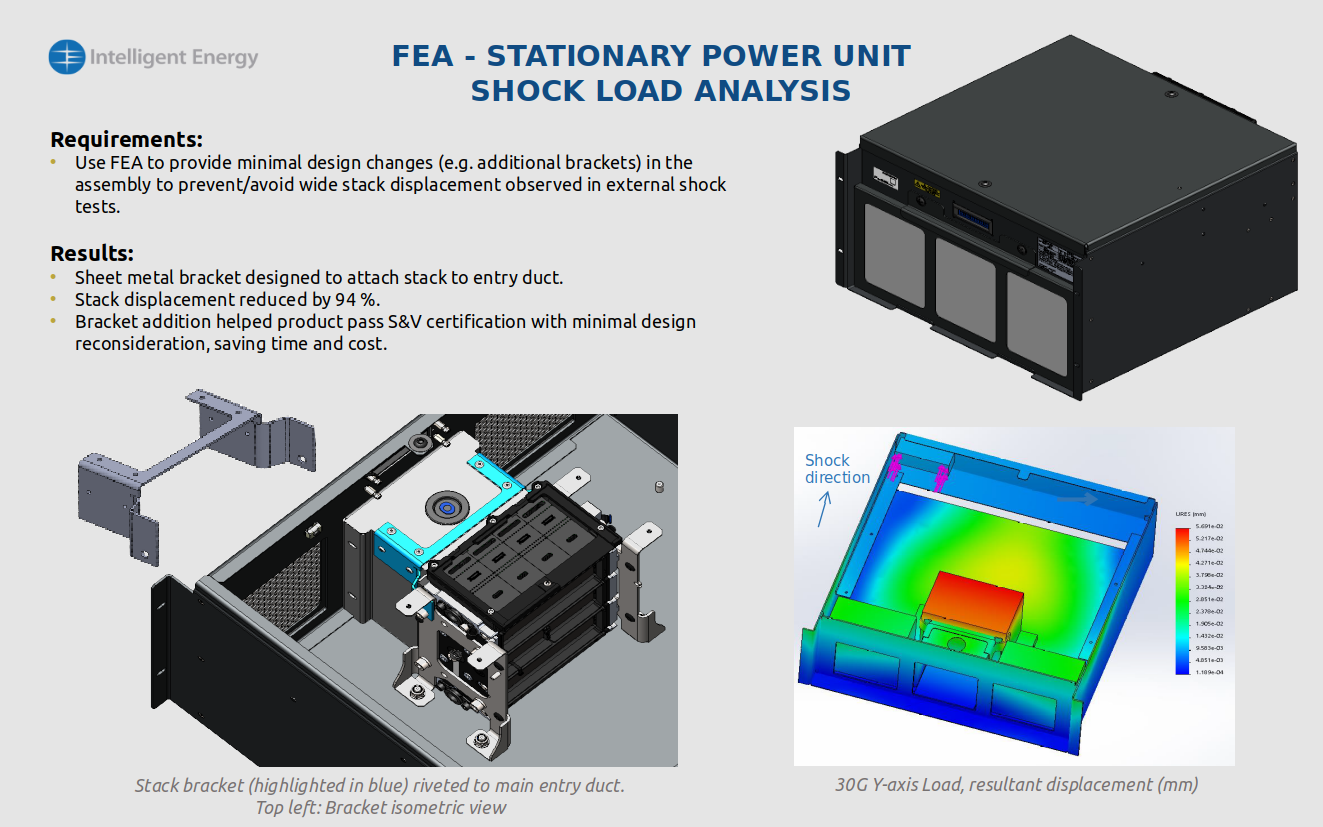 Intelligent Energy
FEA - STATIONARY POWER UNIT
SHOCK LOAD ANALYSIS
Requirements:
• Use FEA to provide minimal design changes (e.g. additional brackets) in the
assembly to prevent/avoid wide stack displacement observed in external shock
tests.
Results:
• Sheet metal bracket designed to attach stack to entry duct.
• Stack displacement reduced by 94 %.
• Bracket addition helped product pass S&V certification with minimal design
reconsideration, saving time and cost.
Shock
direction
URES (mm)
5.691e-02
5.217e-02
4.744e-02
4.271e-02
3.798e-02
3.324e-02
2.851e-02
2.378e-02
1.905e-02
1.432e-02
9.583e-03
4.851e-03
1.189e-04
Stack bracket (highlighted in blue) riveted to main entry duct.
Top left: Bracket isometric view
30G Y-axis Load, resultant displacement (mm)